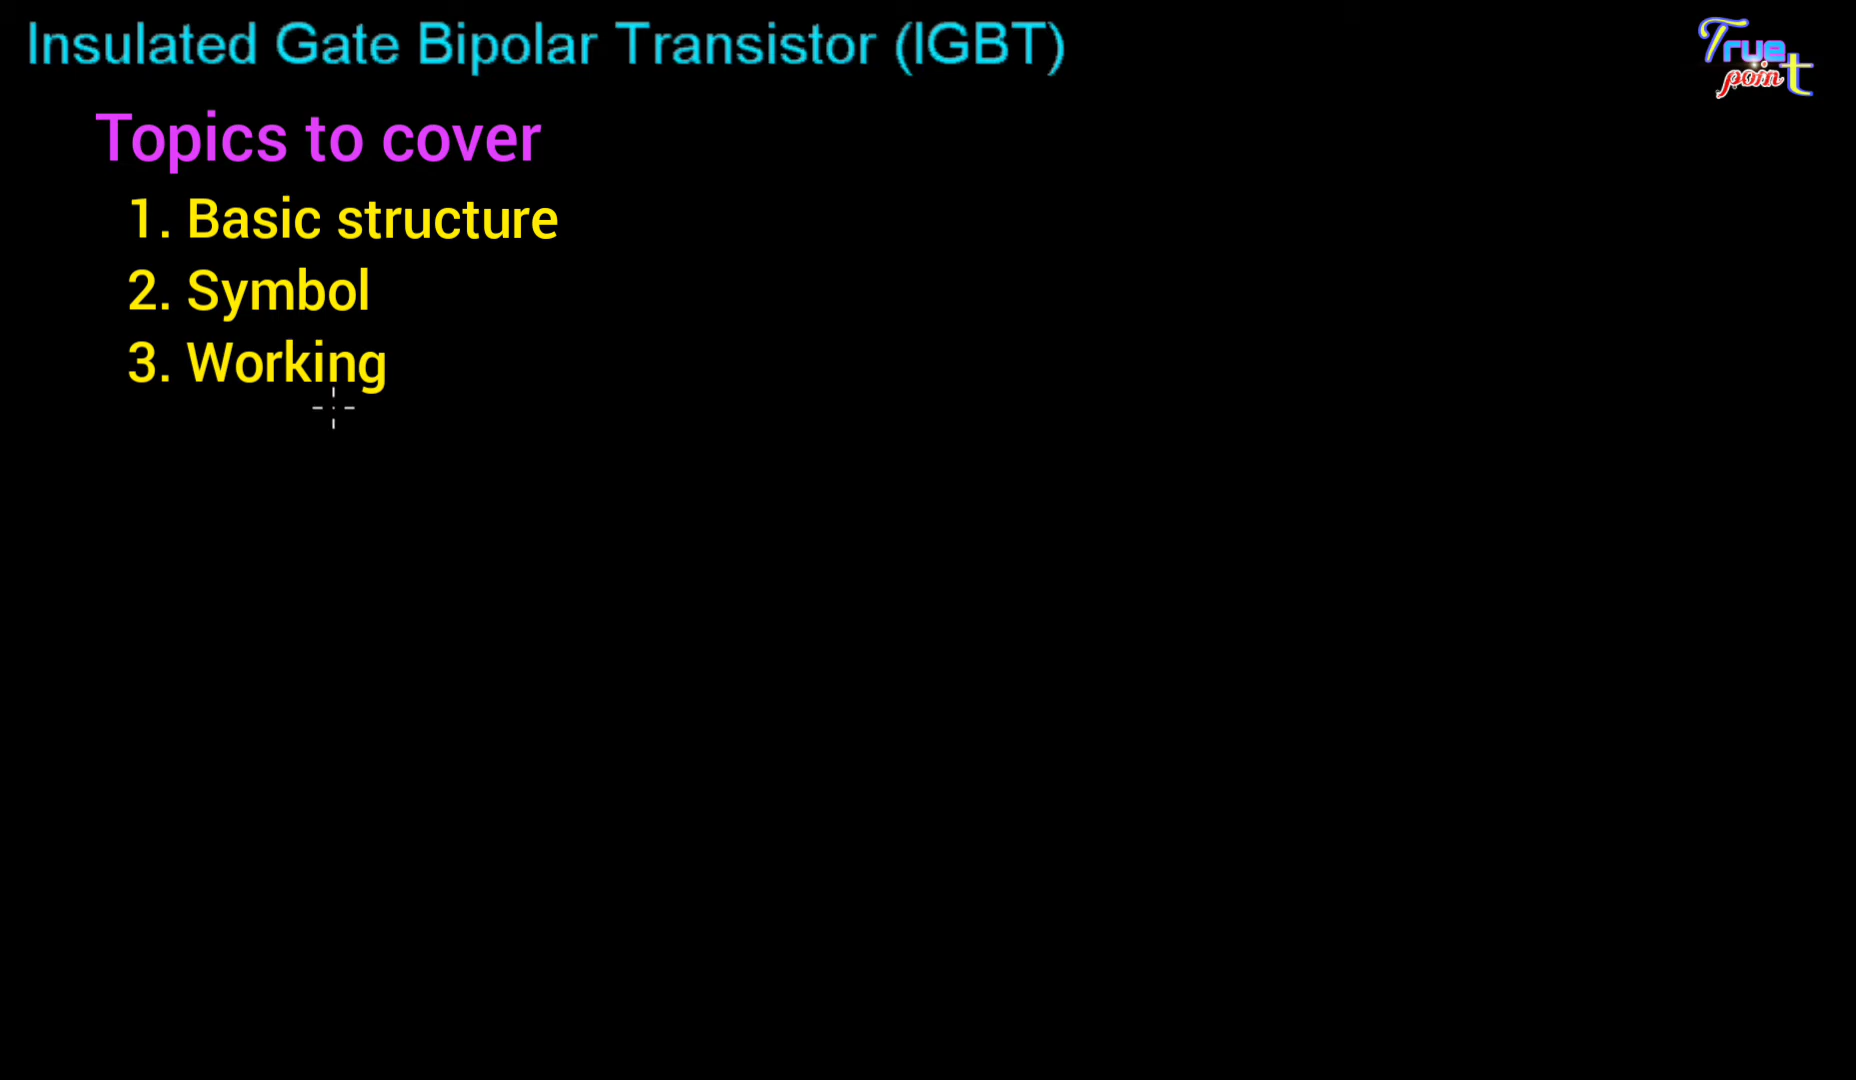 Insulated Gate Bipolar Transistor (IGBT)
True
point
Topics to cover
1. Basic structure
2. Symbol
3. Working